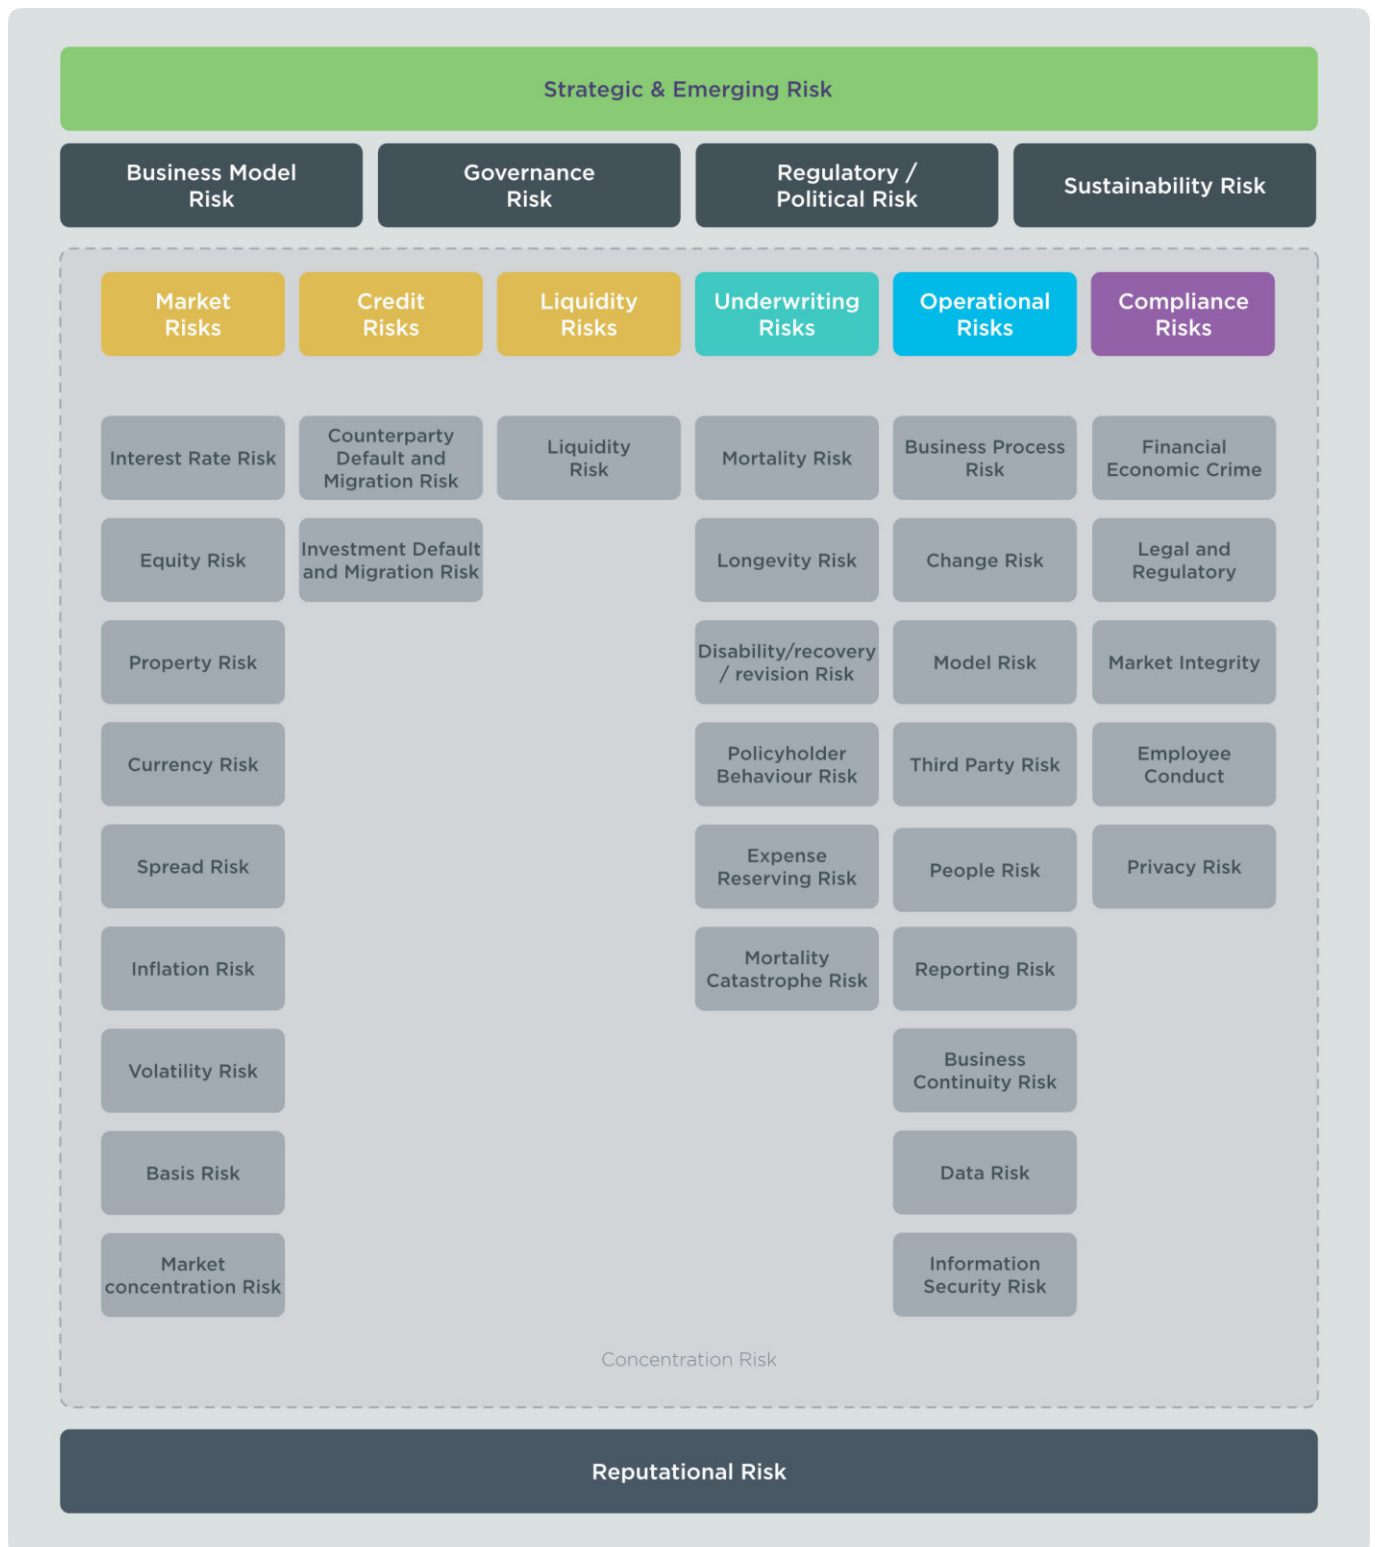 Strategic & Emerging Risk
Business Model
Risk
Governance
Risk
Regulatory /
Political Risk
Sustainability Risk
Market
Risks
Credit
Risks
Liquidity
Risks
Underwriting
Risks
Operational
Risks
Compliance
Risks
Interest Rate Risk
Counterparty
Default and
Migration Risk
Liquidity
Risk
Mortality Risk
Business Process
Risk
Financial
Economic Crime
Equity Risk
Investment Default
and Migration Risk
Longevity Risk
Change Risk
Legal and
Regulatory
Property Risk
Disability/recovery
/ revision Risk
Model Risk
Market Integrity
Currency Risk
Policyholder
Behaviour Risk
Third Party Risk
Employee
Conduct
Spread Risk
Expense
Reserving Risk
People Risk
Privacy Risk
Inflation Risk
Mortality
Catastrophe Risk
Reporting Risk
Volatility Risk
Business
Continuity Risk
Basis Risk
Data Risk
Market
concentration Risk
Information
Security Risk
Concentration Risk
Reputational Risk